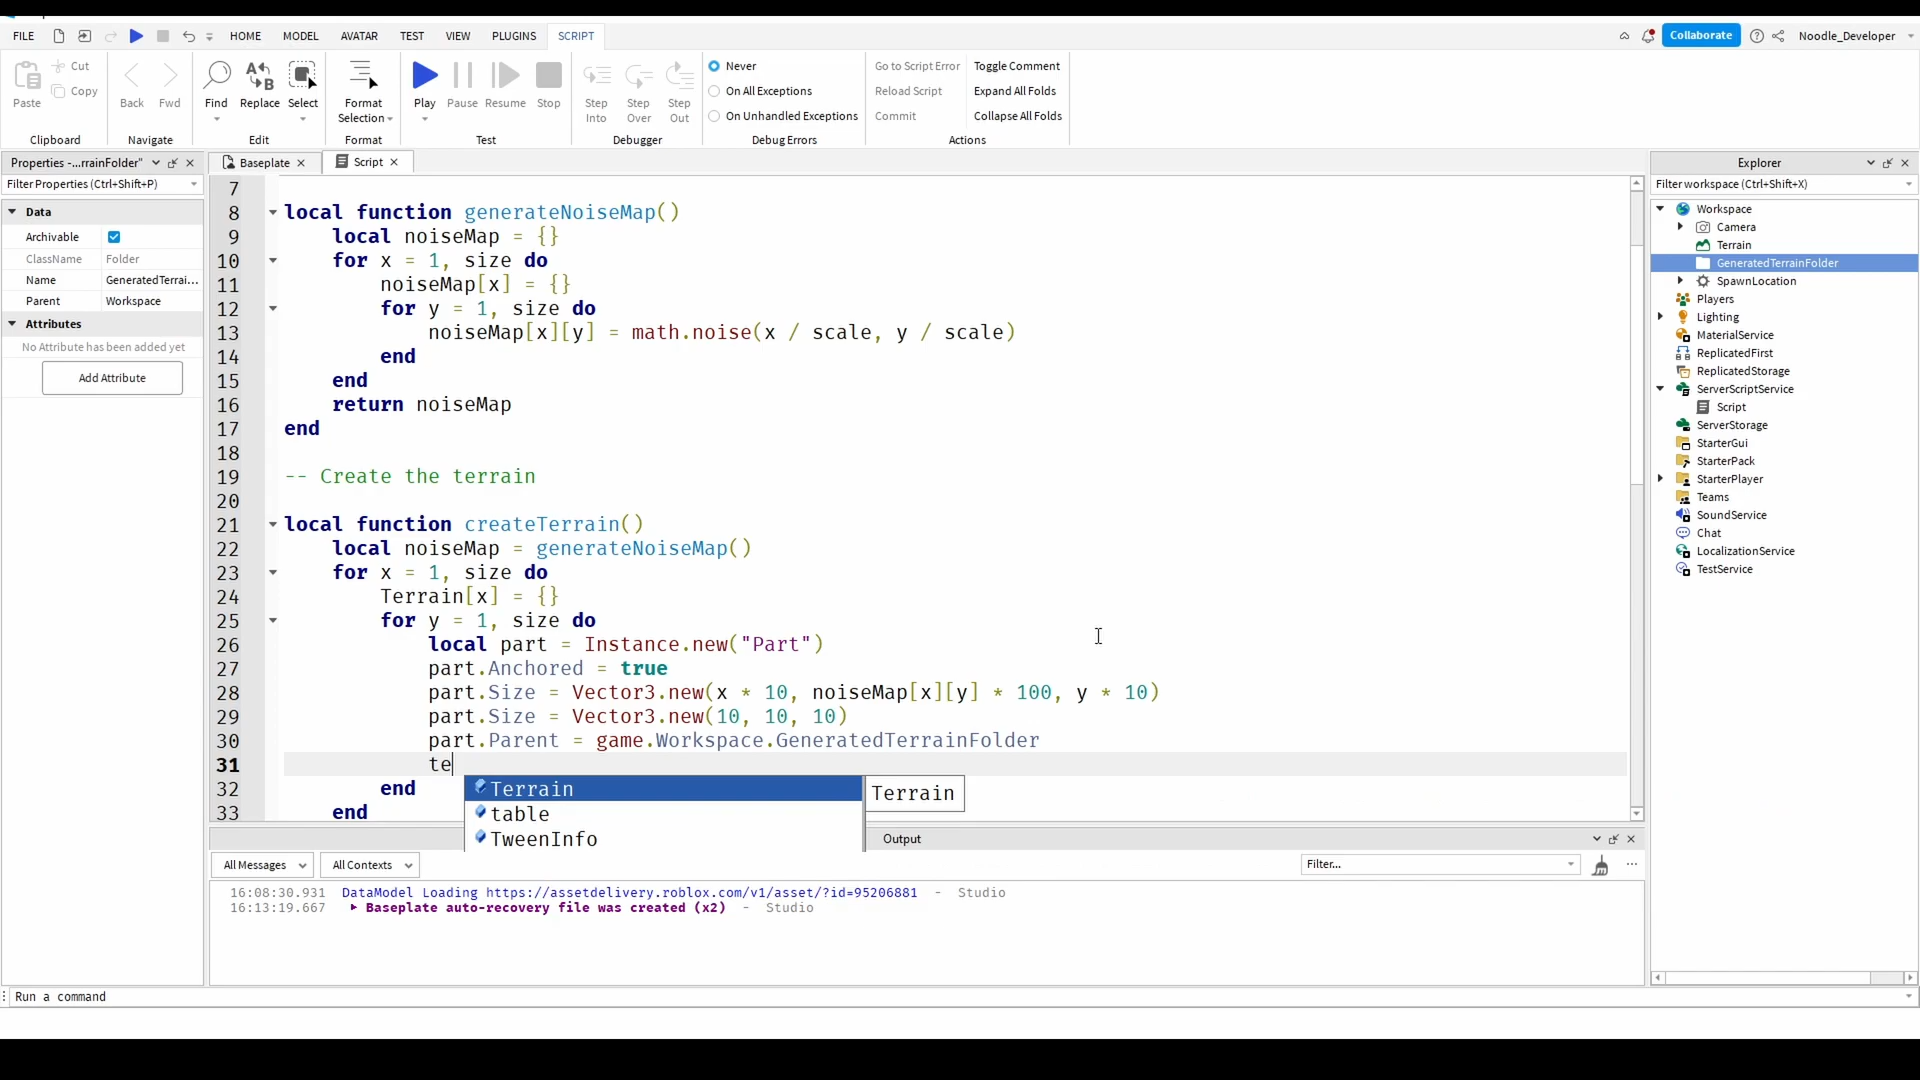 FILE
HOME
MODEL
AVATAR
TEST
VIEW
PLUGINS
SCRIPT
Collaborate
Noodle_Developer
Paste
Cut
Copy
Back
Fwd
Find
Replace
Select
Format
Selection
Play
Pause
Resume
Stop
Step
Into
Step
Over
Step
Out
Never
On All Exceptions
On Unhandled Exceptions
Go to Script Error
Reload Script
Commit
Toggle Comment
Expand All Folds
Collapse All Folds
Clipboard
Navigate
Edit
Format
Test
Debugger
Debug Errors
Actions
Properties -...rrainFolder"
Filter Properties (Ctrl+Shift+P)
Data
Archivable
ClassName Folder
Name GeneratedTerrai...
Parent Workspace
Attributes
No Attribute has been added yet
Add Attribute
Baseplate
Script
7
8 local function generateNoiseMap()
9 local noiseMap = {}
10 for x = 1, size do
11 noiseMap[x] = {}
12 for y = 1, size do
13 noiseMap[x][y] = math.noise(x / scale, y / scale)
14 end
15 end
16 return noiseMap
17 end
18
19 -- Create the terrain
20
21 local function createTerrain()
22 local noiseMap = generateNoiseMap()
23 for x = 1, size do
24 Terrain[x] = {}
25 for y = 1, size do
26 local part = Instance.new("Part")
27 part.Anchored = true
28 part.Size = Vector3.new(x * 10, noiseMap[x][y] * 100, y * 10)
29 part.Size = Vector3.new(10, 10, 10)
30 part.Parent = game.Workspace.GeneratedTerrainFolder
31 te
32 end
33 end
Terrain
table
TweenInfo
Terrain
Output
All Messages
All Contexts
Filter...
16:08:30.931 DataModel Loading https://assetdelivery.roblox.com/v1/asset/?id=95206881 - Studio
16:13:19.667 Baseplate auto-recovery file was created (x2) - Studio
Run a command
Explorer
Filter workspace (Ctrl+Shift+X)
Workspace
Camera
Terrain
GeneratedTerrainFolder
SpawnLocation
Players
Lighting
MaterialService
ReplicatedFirst
ReplicatedStorage
ServerScriptService
Script
ServerStorage
StarterGui
StarterPack
StarterPlayer
Teams
SoundService
Chat
LocalizationService
TestService